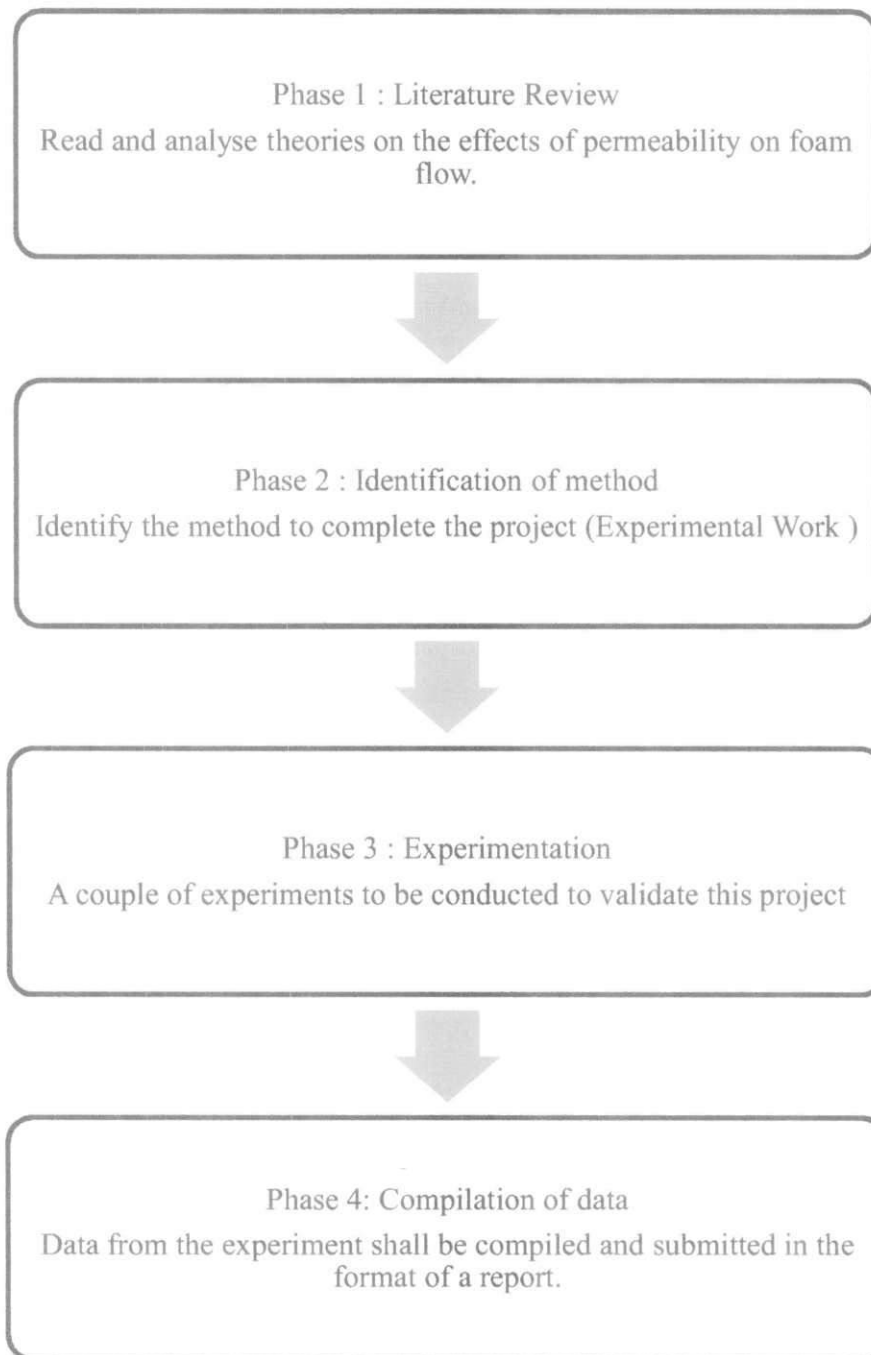 Phase 1 : Literature Review
Read and analyse theories on the effects of permeability on foam
flow.
Phase 2 : Identification of method
Identify the method to complete the project (Experimental Work )
Phase 3 : Experimentation
A couple of experiments to be conducted to validate this project
Phase 4: Compilation of data
Data from the experiment shall be compiled and submitted in the
format of a report.